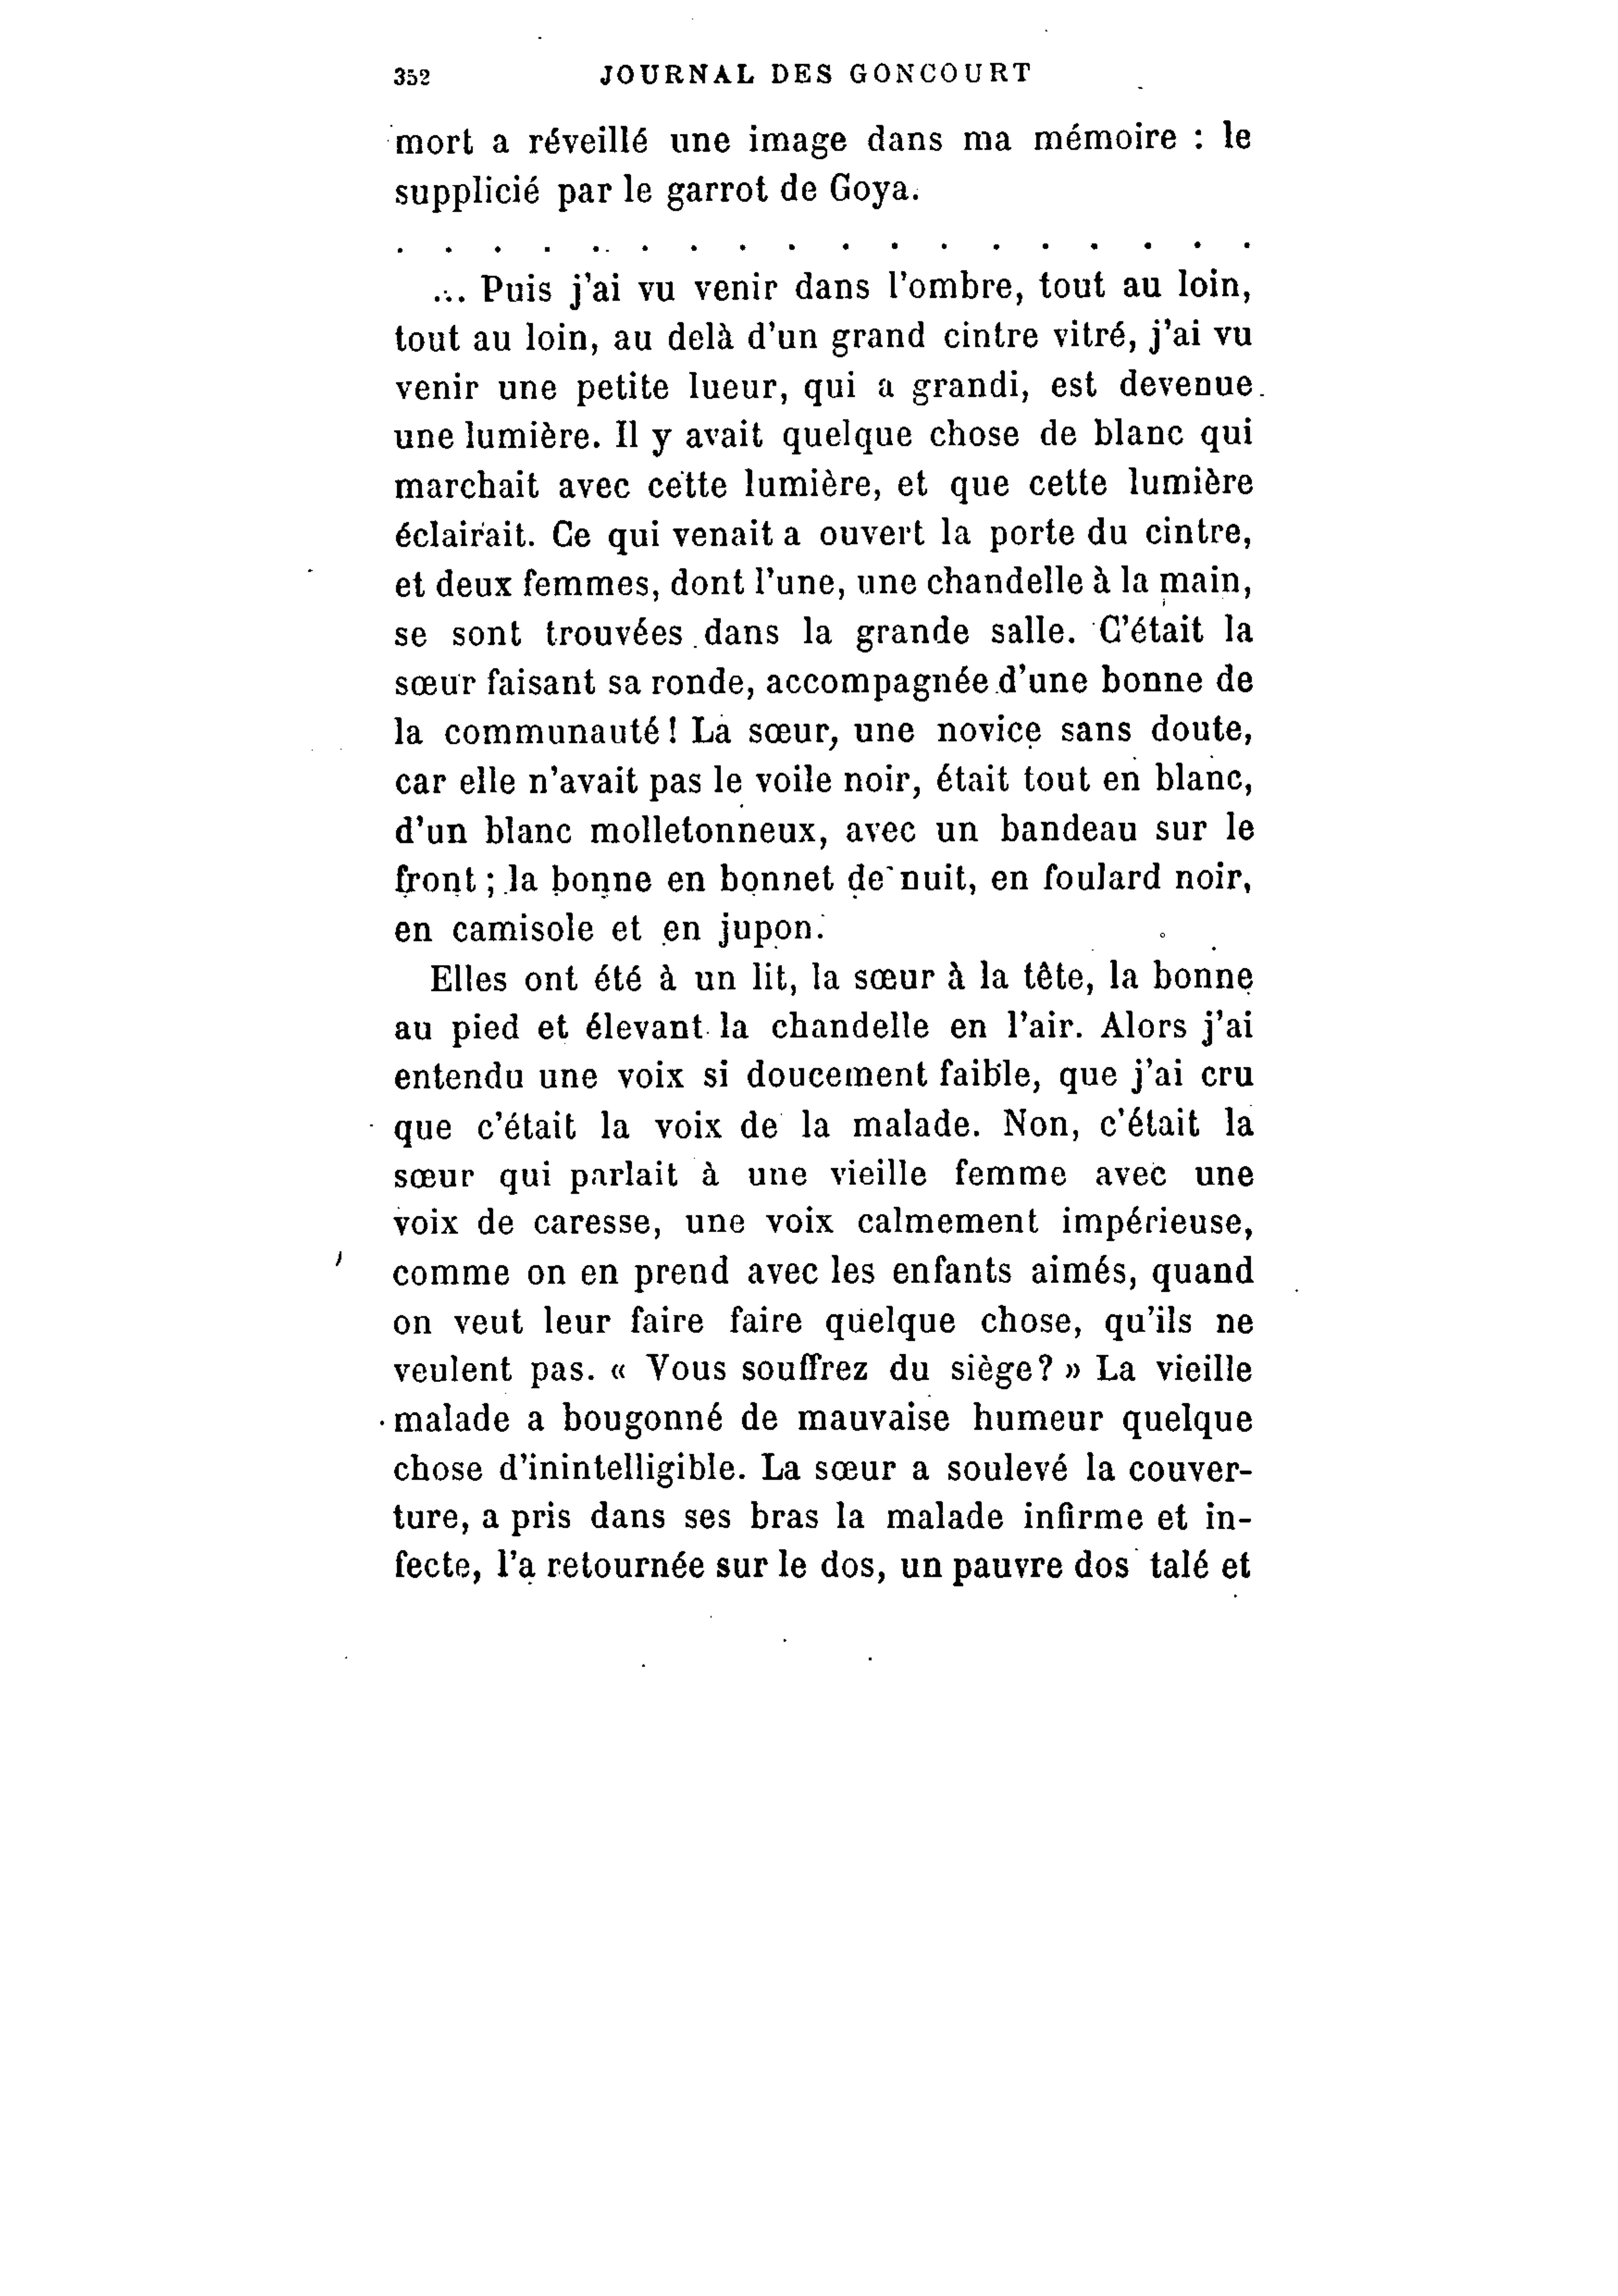 352 JOURNAL DES GONCOURT
mort a réveillé une image dans ma mémoire : le
supplicié par le garrot de Goya.
. . . . . . . . . . . . . . . . . .
... Puis j'ai vu venir dans l'ombre, tout au loin,
tout au loin, au delà d'un grand cintre vitré, j'ai vu
venir une petite lueur, qui a grandi, est devenue
une lumière. Il y avait quelque chose de blanc qui
marchait avec cette lumière, et que cette lumière
éclairait. Ce qui venait a ouvert la porte du cintre,
et deux femmes, dont l'une, une chandelle à la main,
se sont trouvées dans la grande salle. C'était la
sœur faisant sa ronde, accompagnée d'une bonne de
la communauté ! La sœur, une novice sans doute,
car elle n'avait pas le voile noir, était tout en blanc,
d'un blanc molletonneux, avec un bandeau sur le
front ; la bonne en bonnet de nuit, en foulard noir,
en camisole et en jupon.
Elles ont été à un lit, la sœur à la tête, la bonne
au pied et élevant la chandelle en l'air. Alors j'ai
entendu une voix si doucement faible, que j'ai cru
que c'était la voix de la malade. Non, c'était la
sœur qui parlait à une vieille femme avec une
voix de caresse, une voix calmement impérieuse,
comme on en prend avec les enfants aimés, quand
on veut leur faire faire quelque chose, qu'ils ne
veulent pas. « Vous souffrez du siège? » La vieille
malade a bougonné de mauvaise humeur quelque
chose d'inintelligible. La sœur a soulevé la couver-
ture, a pris dans ses bras la malade infirme et in-
fecte, l'a retournée sur le dos, un pauvre dos talé et